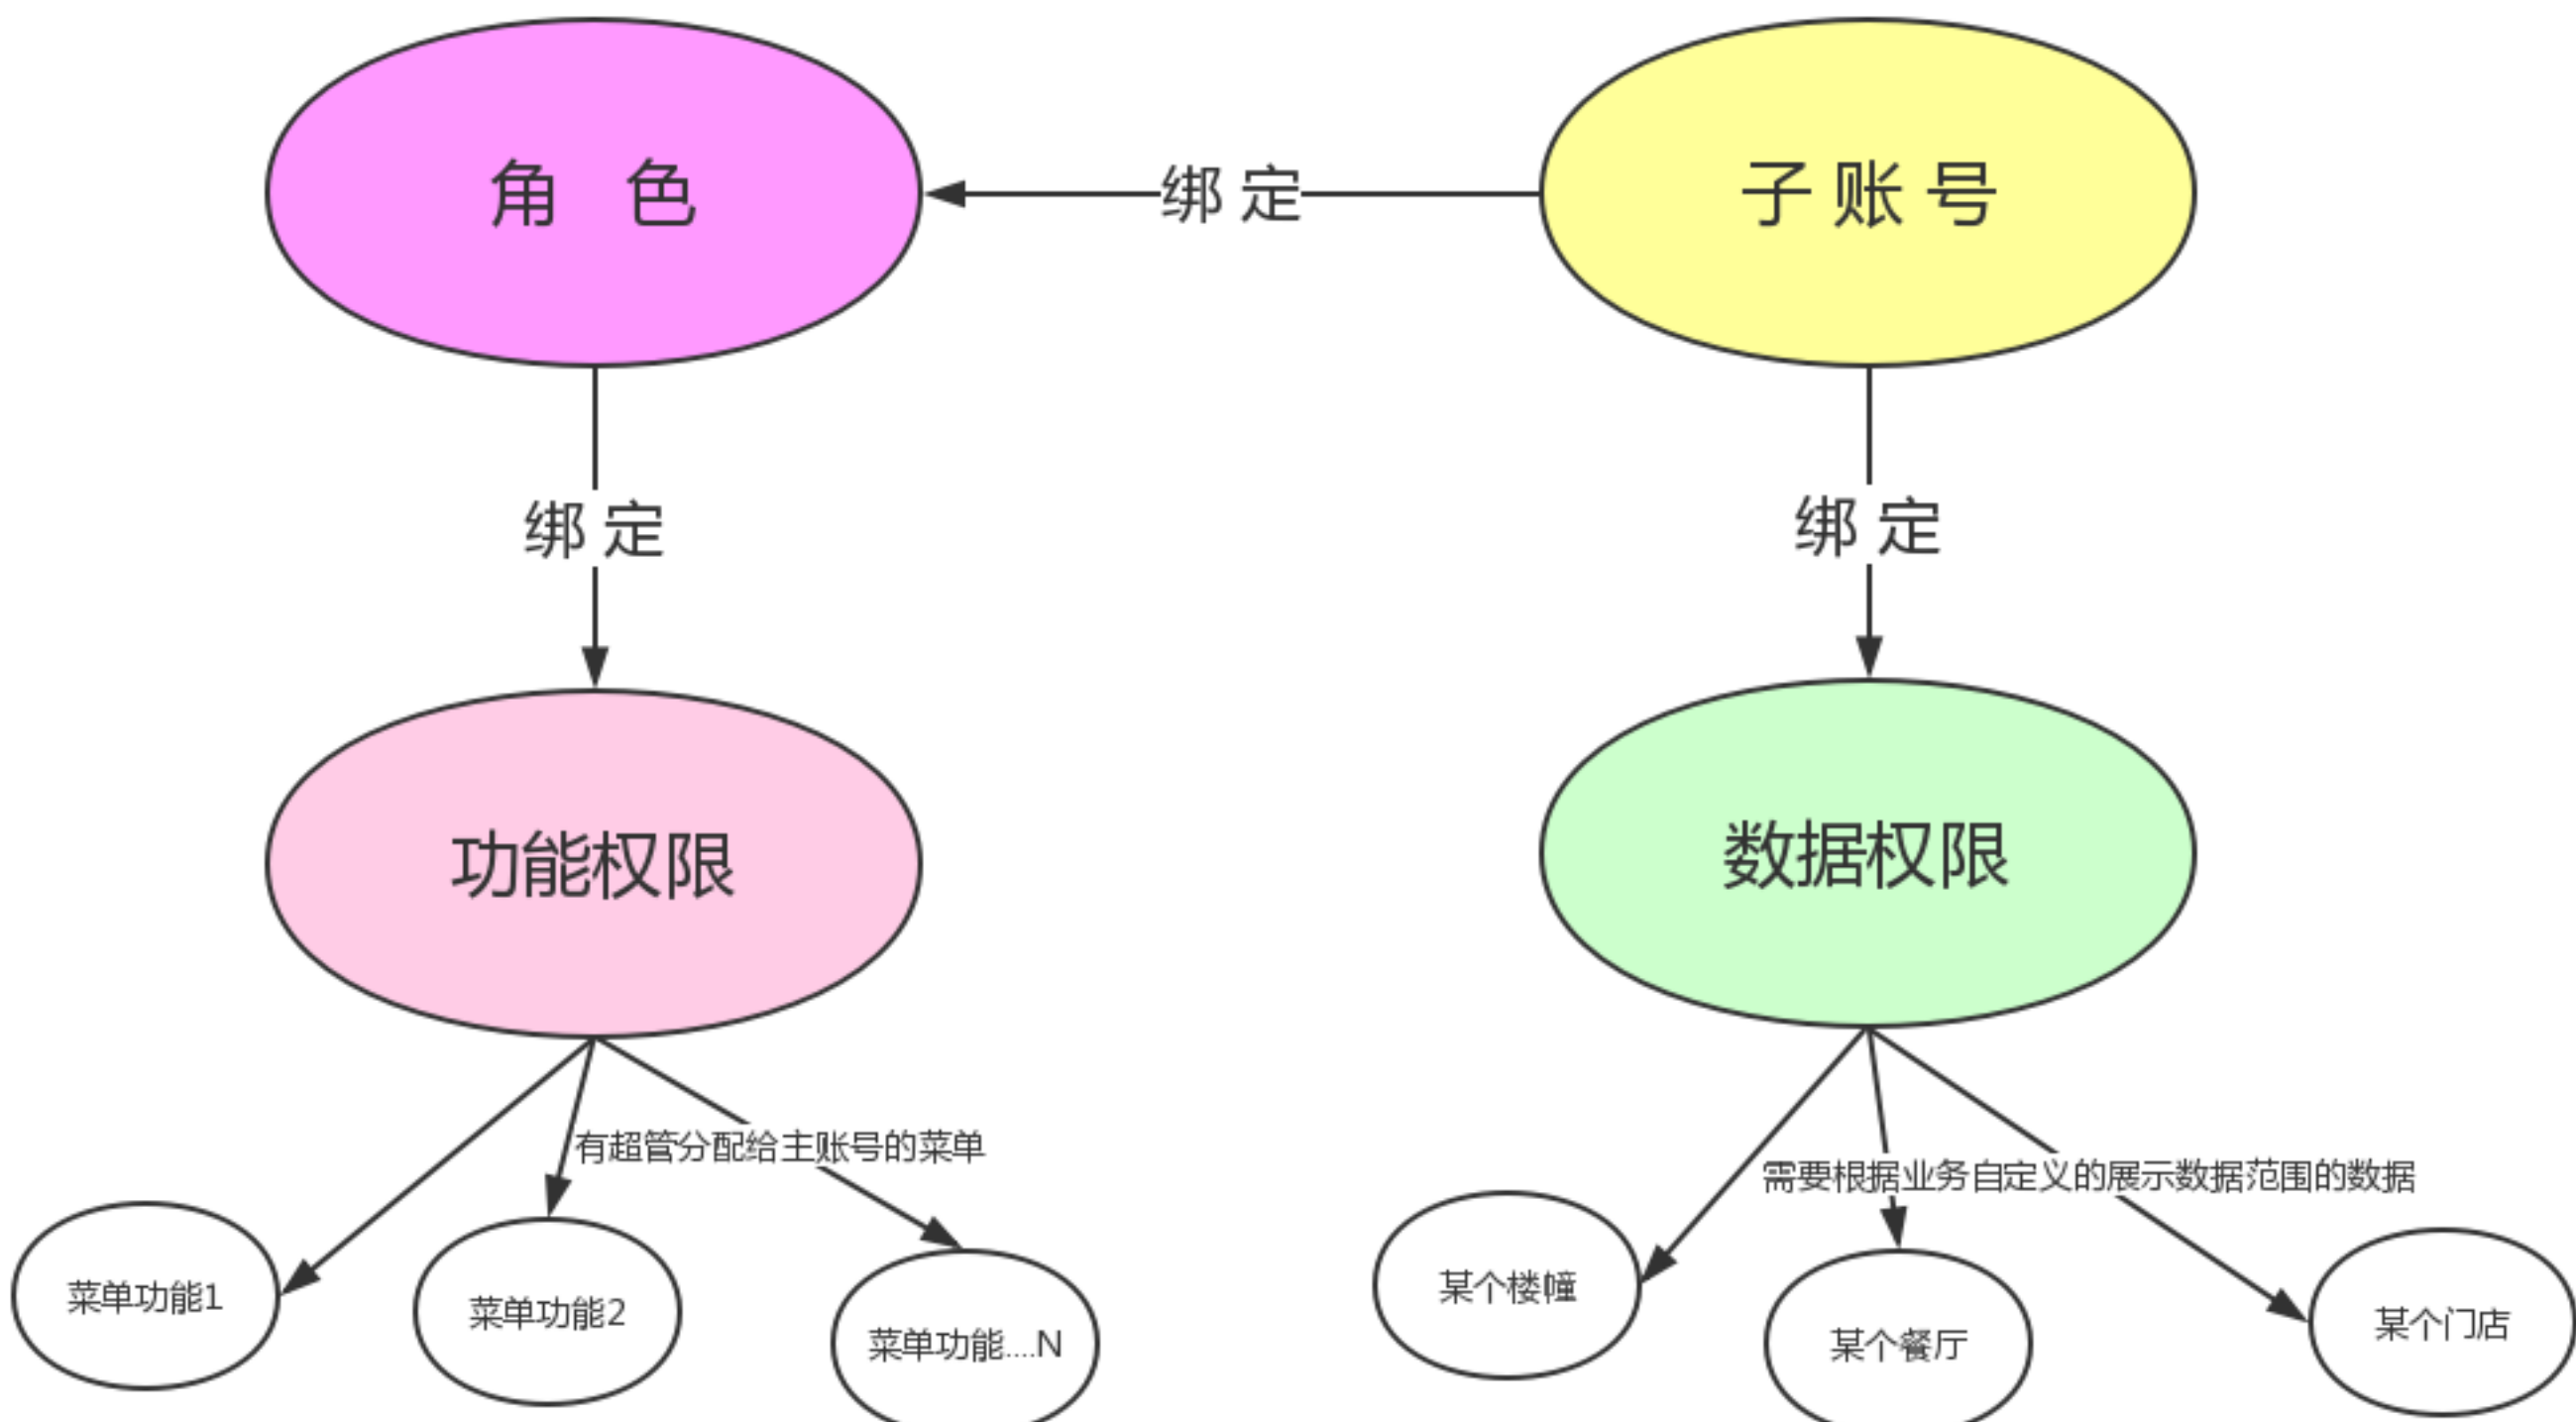 角 色
绑 定
子 账 号
绑 定
绑 定
功能权限
数据权限
有超管分配给主账号的菜单
需要根据业务自定义的展示数据范围的数据
菜单功能1
菜单功能2
菜单功能....N
某个楼幢
某个餐厅
某个门店